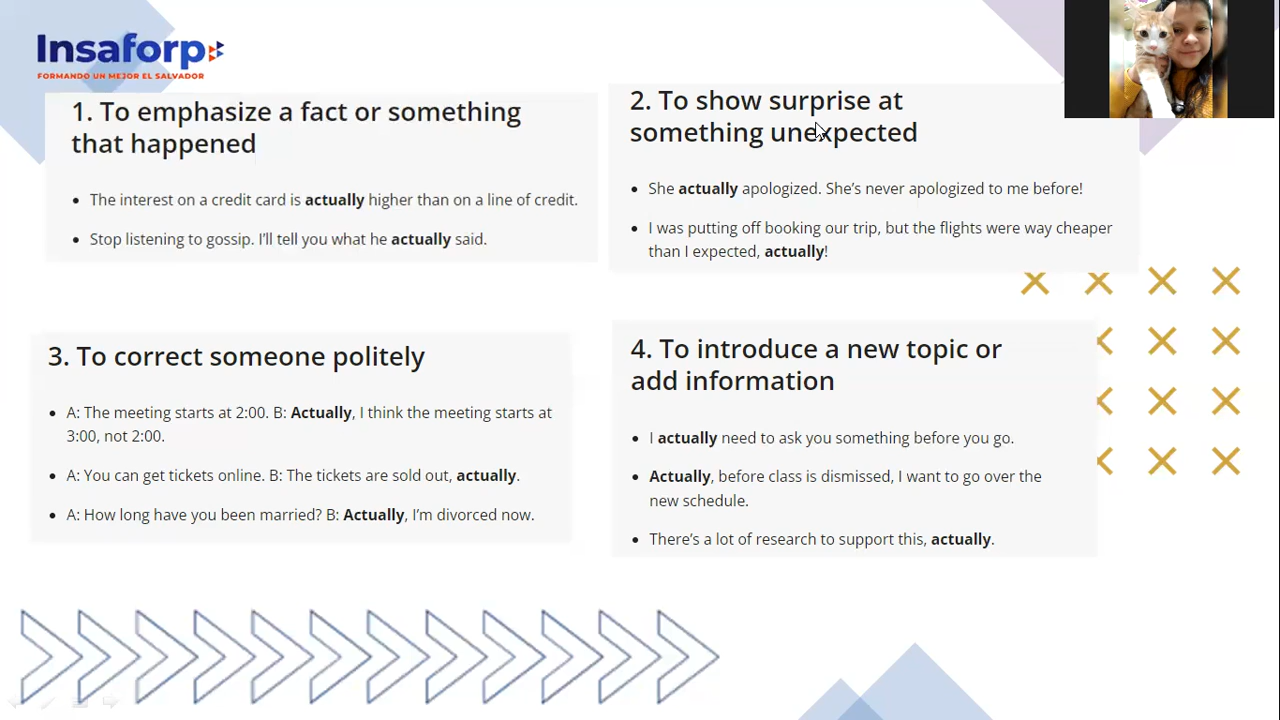 Insaforp
FORMANDO UN MEJOR EL SALVADOR
1. To emphasize a fact or something
that happened
• The interest on a credit card is actually higher than on a line of credit.
• Stop listening to gossip. I’ll tell you what he actually said.
2. To show surprise at
something unexpected
• She actually apologized. She’s never apologized to me before!
• I was putting off booking our trip, but the flights were way cheaper
than I expected, actually!
3. To correct someone politely
• A: The meeting starts at 2:00. B: Actually, I think the meeting starts at
3:00, not 2:00.
• A: You can get tickets online. B: The tickets are sold out, actually.
• A: How long have you been married? B: Actually, I’m divorced now.
4. To introduce a new topic or
add information
• I actually need to ask you something before you go.
• Actually, before class is dismissed, I want to go over the
new schedule.
• There’s a lot of research to support this, actually.